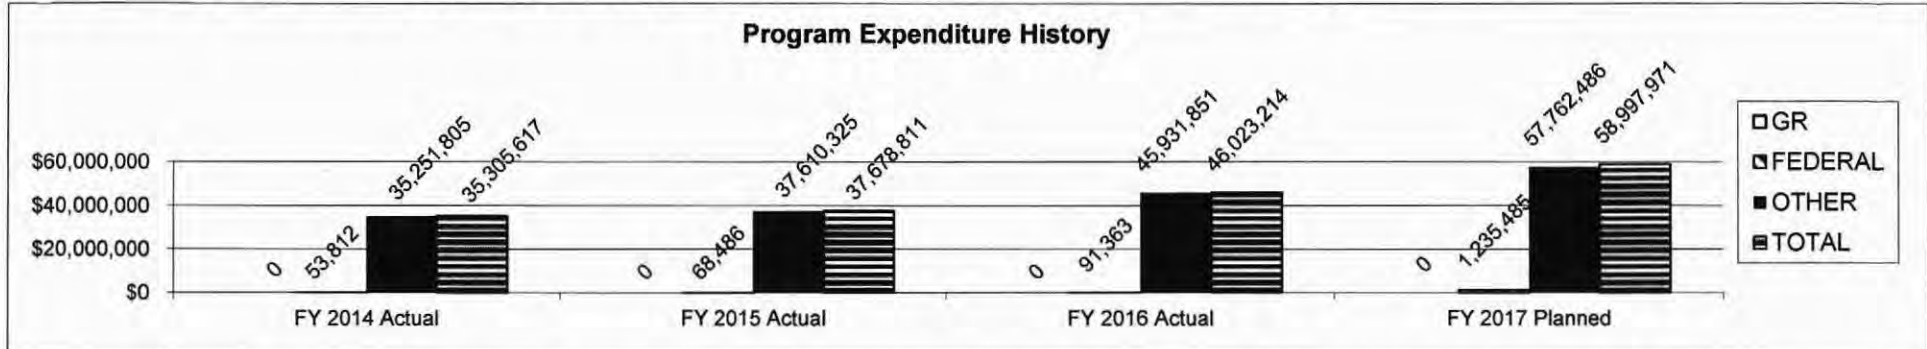 Program Expenditure History
$60,000,000
$40,000,000
$20,000,000
$0
0
53,812
35,251,805
35,305,617
0
68,486
37,610,325
37,678,811
0
91,363
45,931,851
46,023,214
0
1,235,485
57,762,486
58,997,971
FY 2014 Actual
FY 2015 Actual
FY 2016 Actual
FY 2017 Planned
GR
FEDERAL
OTHER
TOTAL